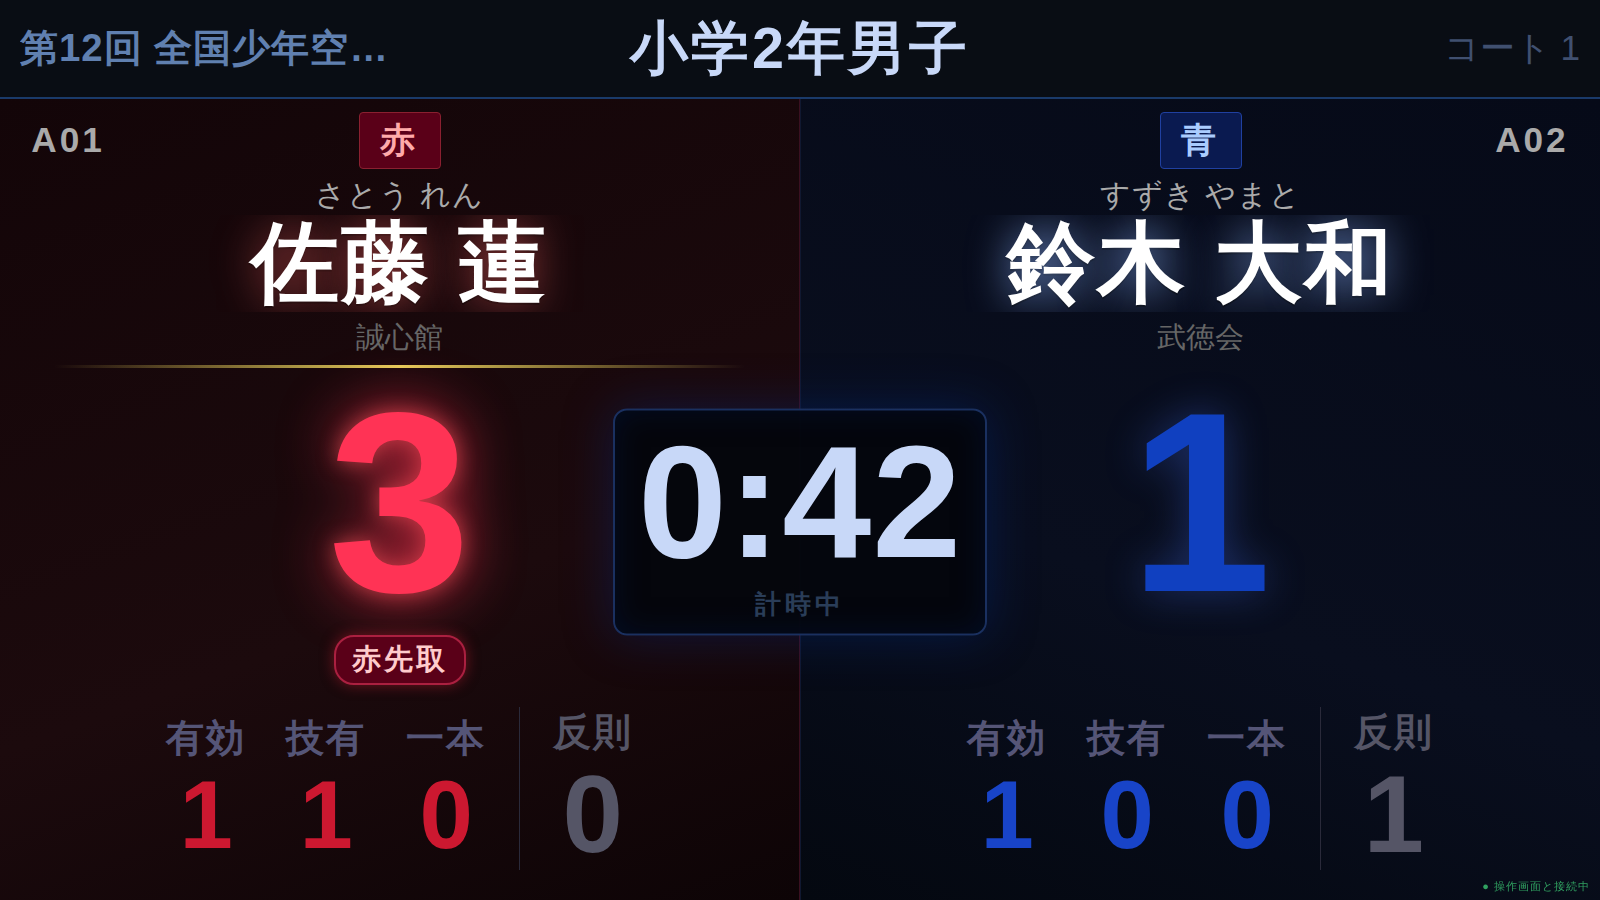 第12回 全国少年空…
小学2年男子
コート 1
A01
赤
さとう れん
佐藤 蓮
誠心館
3
赤先取
有効 技有 一本 反則
1 1 0 0
0:42
計時中
青
A02
すずき やまと
鈴木 大和
武徳会
1
有効 技有 一本 反則
1 0 0 1
● 操作画面と接続中